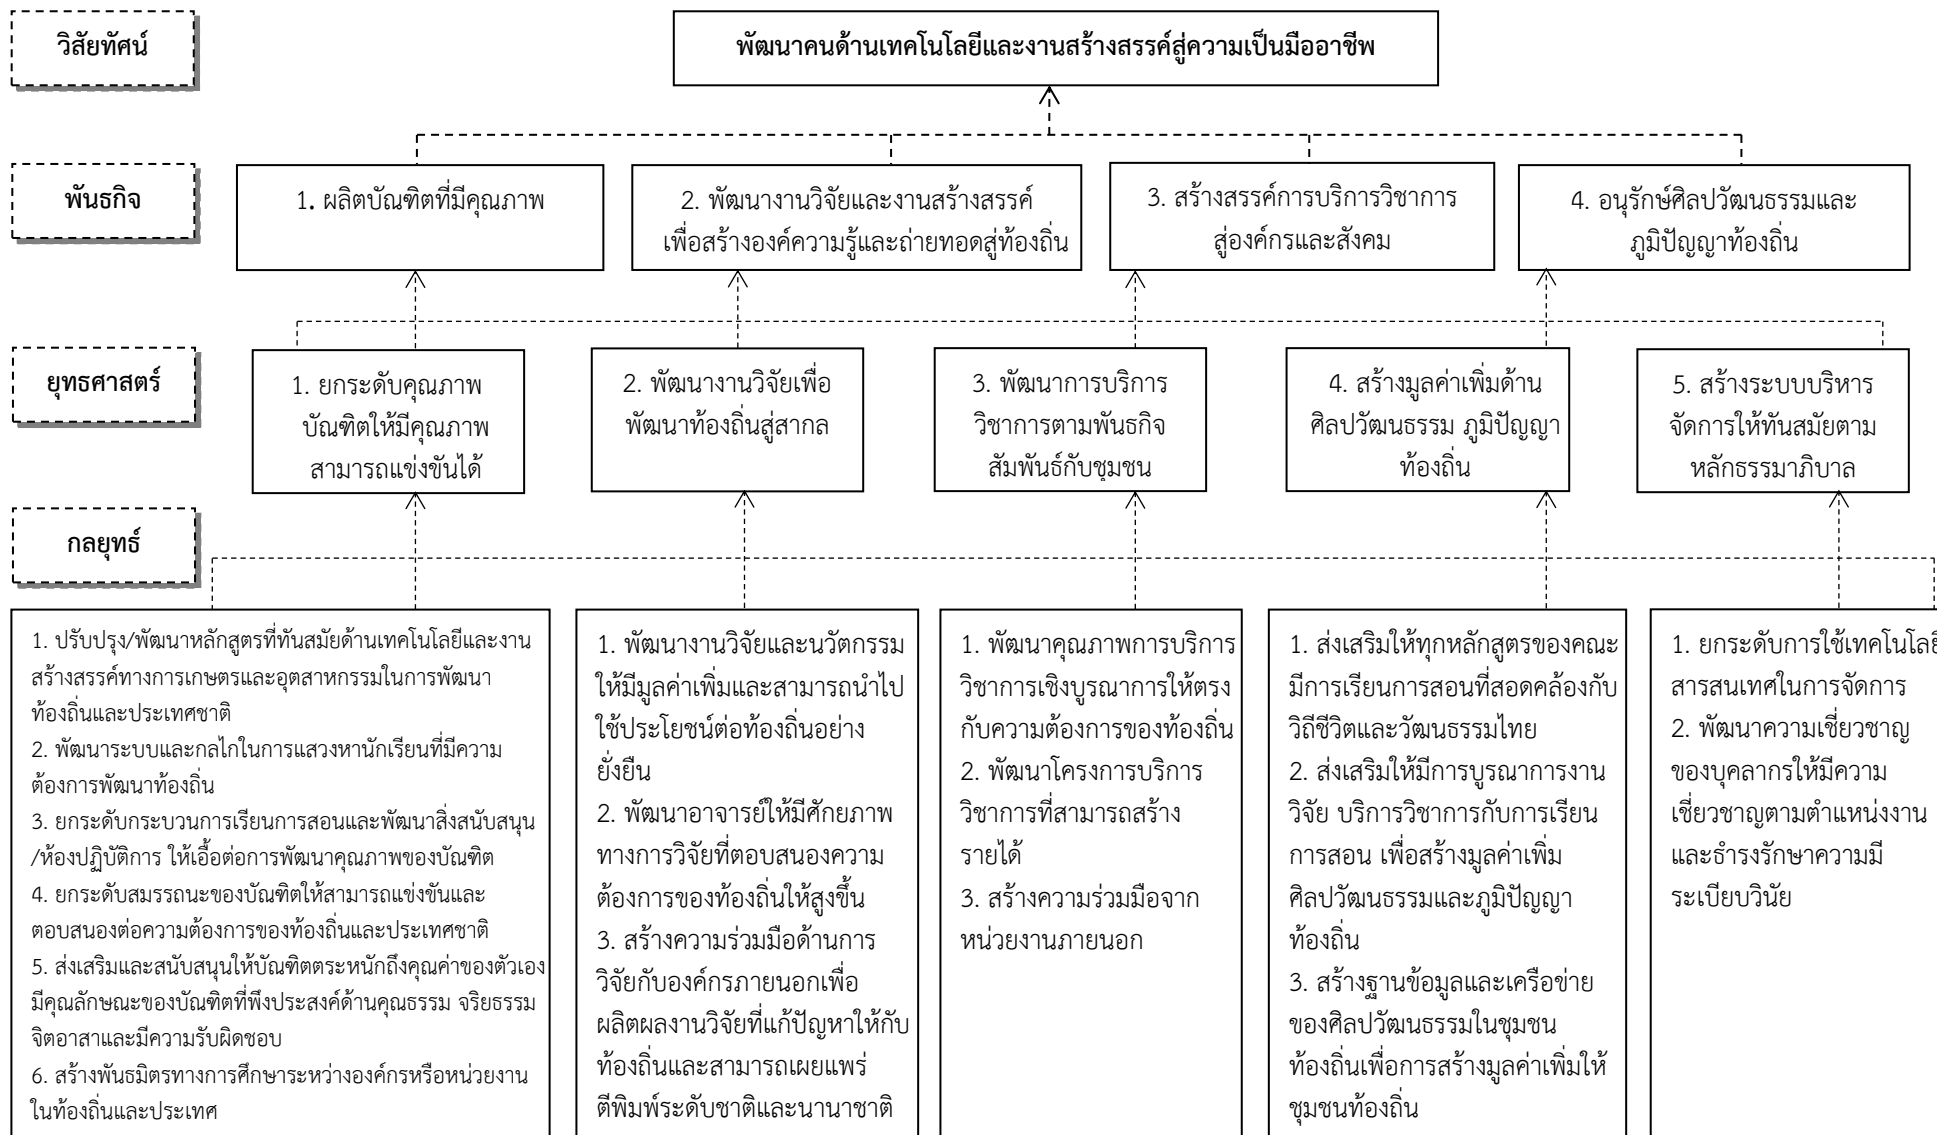 วิสัยทัศน์
พัฒนาคนด้านเทคโนโลยีและงานสร้างสรรค์สู่ความเป็นมืออาชีพ
พันธกิจ
1. ผลิตบัณฑิตที่มีคุณภาพ
2. พัฒนางานวิจัยและงานสร้างสรรค์
เพื่อสร้างองค์ความรู้และถ่ายทอดสู่ท้องถิ่น
3. สร้างสรรค์การบริการวิชาการ
สู่องค์กรและสังคม
4. อนุรักษ์ศิลปวัฒนธรรมและ
ภูมิปัญญาท้องถิ่น
ยุทธศาสตร์
1. ยกระดับคุณภาพ
บัณฑิตให้มีคุณภาพ
สามารถแข่งขันได้
2. พัฒนางานวิจัยเพื่อ
พัฒนาท้องถิ่นสู่สากล
3. พัฒนาการบริการ
วิชาการตามพันธกิจ
สัมพันธ์กับชุมชน
4. สร้างมูลค่าเพิ่มด้าน
ศิลปวัฒนธรรม ภูมิปัญญา
ท้องถิ่น
5. สร้างระบบบริหาร
จัดการให้ทันสมัยตาม
หลักธรรมาภิบาล
กลยุทธ์
1. ปรับปรุง/พัฒนาหลักสูตรที่ทันสมัยด้านเทคโนโลยีและงาน
สร้างสรรค์ทางการเกษตรและอุตสาหกรรมในการพัฒนา
ท้องถิ่นและประเทศชาติ
2. พัฒนาระบบและกลไกในการแสวงหานักเรียนที่มีความ
ต้องการพัฒนาท้องถิ่น
3. ยกระดับกระบวนการเรียนการสอนและพัฒนาสิ่งสนับสนุน
/ห้องปฏิบัติการ ให้เอื้อต่อการพัฒนาคุณภาพของบัณฑิต
4. ยกระดับสมรรถนะของบัณฑิตให้สามารถแข่งขันและ
ตอบสนองต่อความต้องการของท้องถิ่นและประเทศชาติ
5. ส่งเสริมและสนับสนุนให้บัณฑิตตระหนักถึงคุณค่าของตัวเอง
มีคุณลักษณะของบัณฑิตที่พึงประสงค์ด้านคุณธรรม จริยธรรม
จิตอาสาและมีความรับผิดชอบ
6. สร้างพันธมิตรทางการศึกษาระหว่างองค์กรหรือหน่วยงาน
ในท้องถิ่นและประเทศ
1. พัฒนางานวิจัยและนวัตกรรม
ให้มีมูลค่าเพิ่มและสามารถนำไป
ใช้ประโยชน์ต่อท้องถิ่นอย่าง
ยั่งยืน
2. พัฒนาอาจารย์ให้มีศักยภาพ
ทางการวิจัยที่ตอบสนองความ
ต้องการของท้องถิ่นให้สูงขึ้น
3. สร้างความร่วมมือด้านการ
วิจัยกับองค์กรภายนอกเพื่อ
ผลิตผลงานวิจัยที่แก้ปัญหาให้กับ
ท้องถิ่นและสามารถเผยแพร่
ตีพิมพ์ระดับชาติและนานาชาติ
1. พัฒนาคุณภาพการบริการ
วิชาการเชิงบูรณาการให้ตรง
กับความต้องการของท้องถิ่น
2. พัฒนาโครงการบริการ
วิชาการที่สามารถสร้าง
รายได้
3. สร้างความร่วมมือจาก
หน่วยงานภายนอก
1. ส่งเสริมให้ทุกหลักสูตรของคณะ
มีการเรียนการสอนที่สอดคล้องกับ
วิถีชีวิตและวัฒนธรรมไทย
2. ส่งเสริมให้มีการบูรณาการงาน
วิจัย บริการวิชาการกับการเรียน
การสอน เพื่อสร้างมูลค่าเพิ่ม
ศิลปวัฒนธรรมและภูมิปัญญา
ท้องถิ่น
3. สร้างฐานข้อมูลและเครือข่าย
ของศิลปวัฒนธรรมในชุมชน
ท้องถิ่นเพื่อการสร้างมูลค่าเพิ่มให้
ชุมชนท้องถิ่น
1. ยกระดับการใช้เทคโนโลยี
สารสนเทศในการจัดการ
2. พัฒนาความเชี่ยวชาญ
ของบุคลากรให้มีความ
เชี่ยวชาญตามตำแหน่งงาน
และธำรงรักษาความมี
ระเบียบวินัย